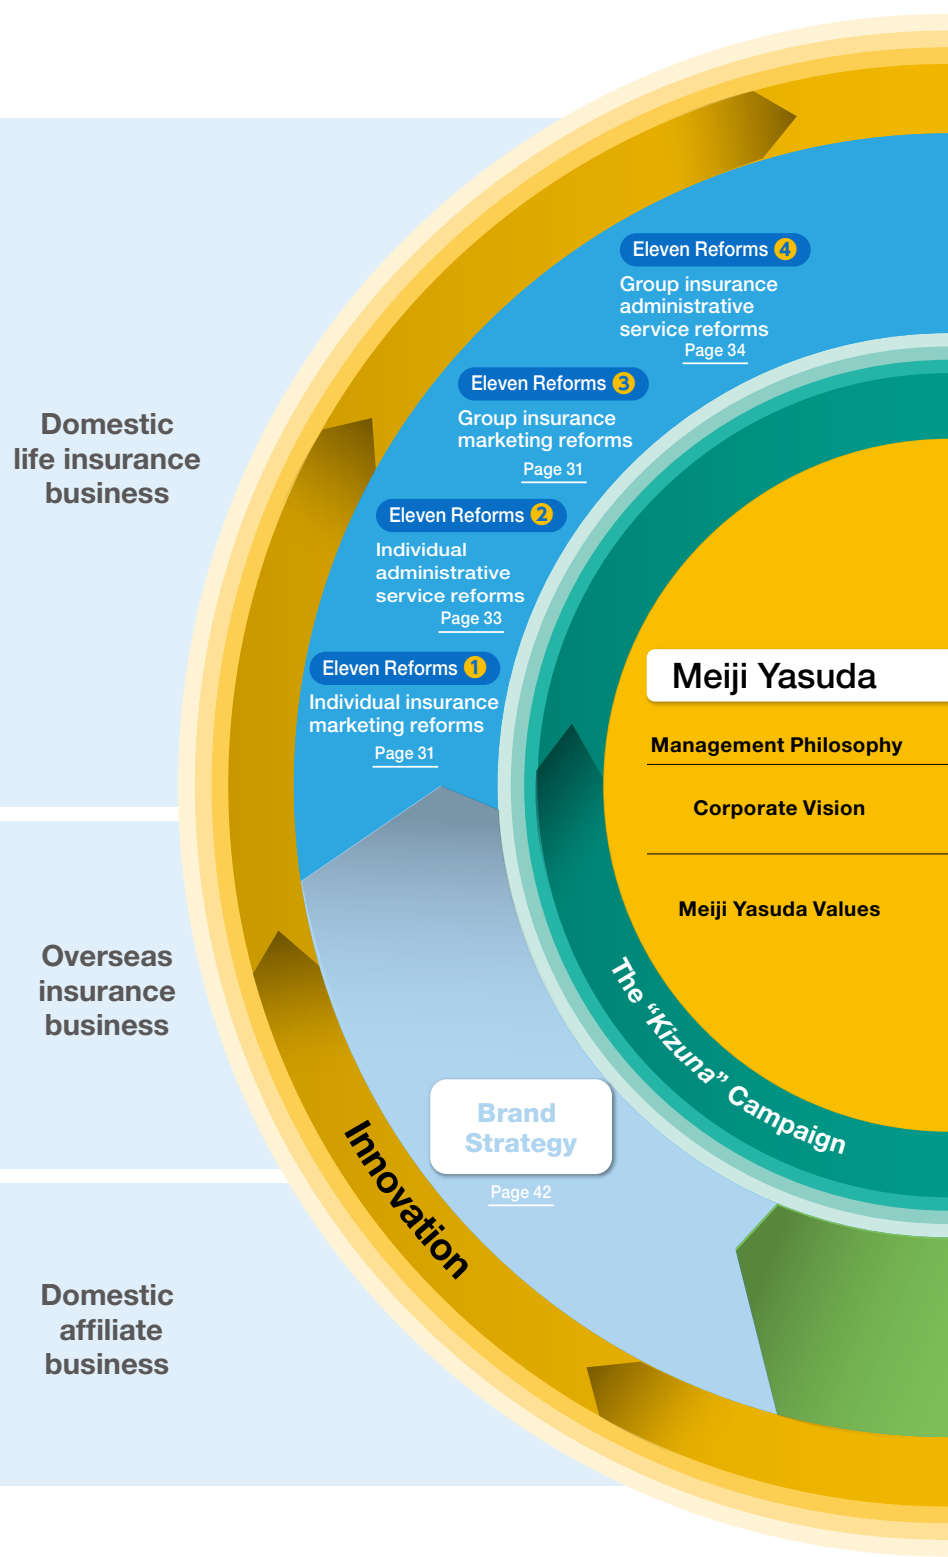 Eleven Reforms 4
Group insurance
administrative
service reforms
Page 34
Eleven Reforms 3
Group insurance
marketing reforms
Page 31
Domestic
life insurance
business
Eleven Reforms 2
Individual
administrative
service reforms
Page 33
Eleven Reforms 1
Individual insurance
marketing reforms
Page 31
Meiji Yasuda
Management Philosophy
Corporate Vision
Meiji Yasuda Values
Overseas
insurance
business
The “Kizuna” Campaign
Brand
Strategy
Page 42
Innovation
Domestic
affiliate
business